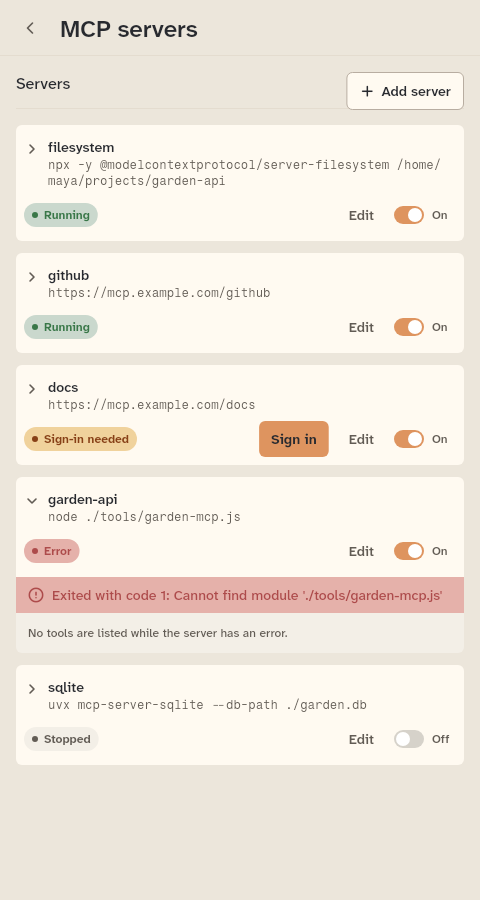 MCP servers
Servers
Add server
filesystem
npx -y @modelcontextprotocol/server-filesystem /home/
maya/projects/garden-api
Running
Edit
On
github
https://mcp.example.com/github
Running
Edit
On
docs
https://mcp.example.com/docs
Sign-in needed
Sign in
Edit
On
garden-api
node ./tools/garden-mcp.js
Error
Edit
On
Exited with code 1: Cannot find module './tools/garden-mcp.js'
No tools are listed while the server has an error.
sqlite
uvx mcp-server-sqlite --db-path ./garden.db
Stopped
Edit
Off